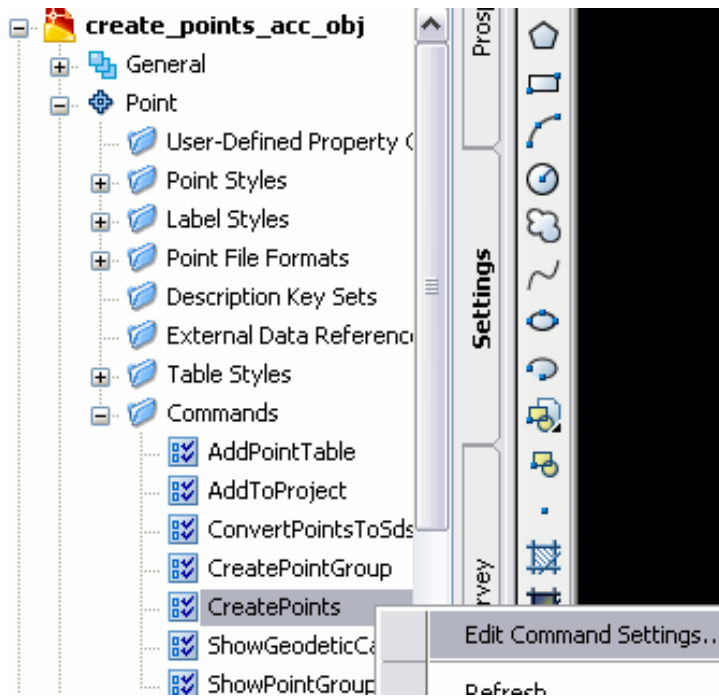 create_points_acc_obj
General
Point
User-Defined Property
Point Styles
Label Styles
Point File Formats
Description Key Sets
External Data Referenc
Table Styles
Commands
AddPointTable
AddToProject
ConvertPointsToSds
CreatePointGroup
CreatePoints
ShowGeodeticCa
ShowPointGroup
Prosp
Settings
rvey
Edit Command Settings...
Refresh